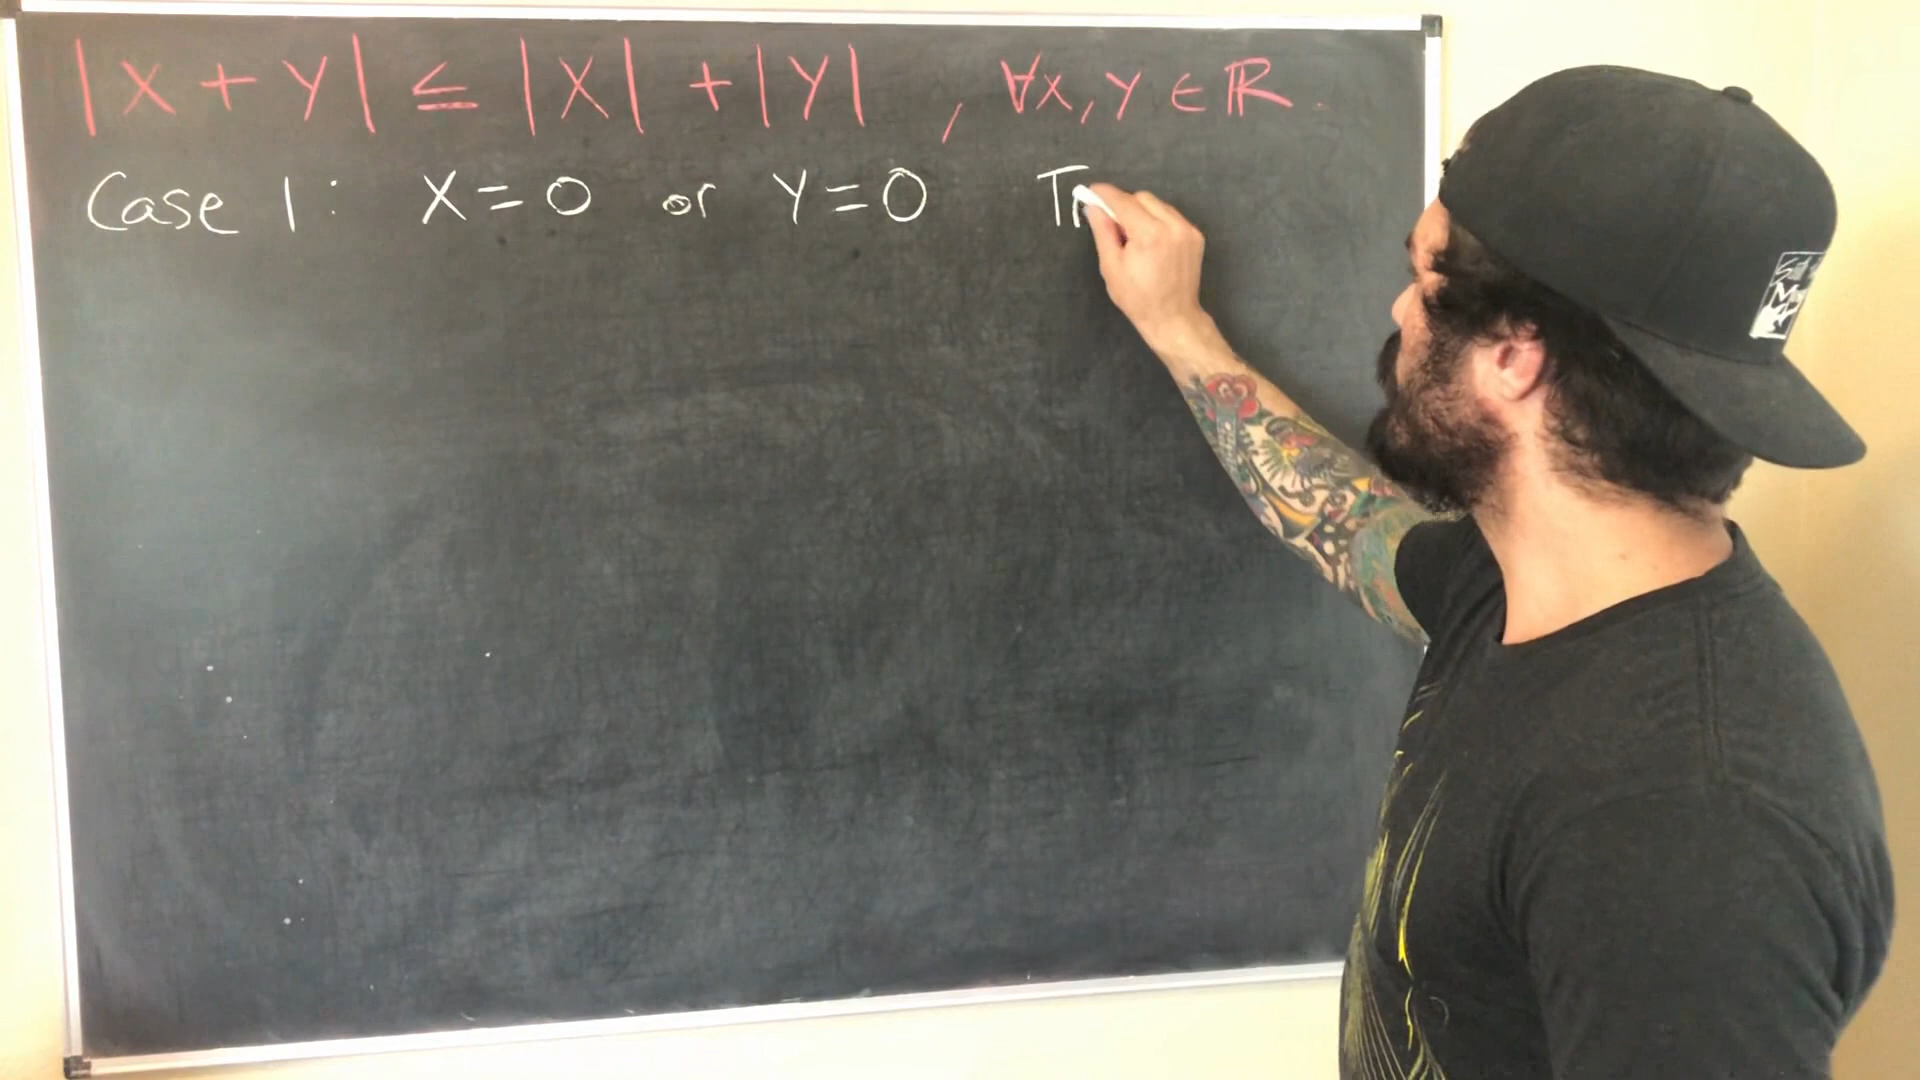 |x + y| ≤ |x| + |y| , ∀x, y ∈ ℝ.
Case 1: x = 0 or y = 0 Tr